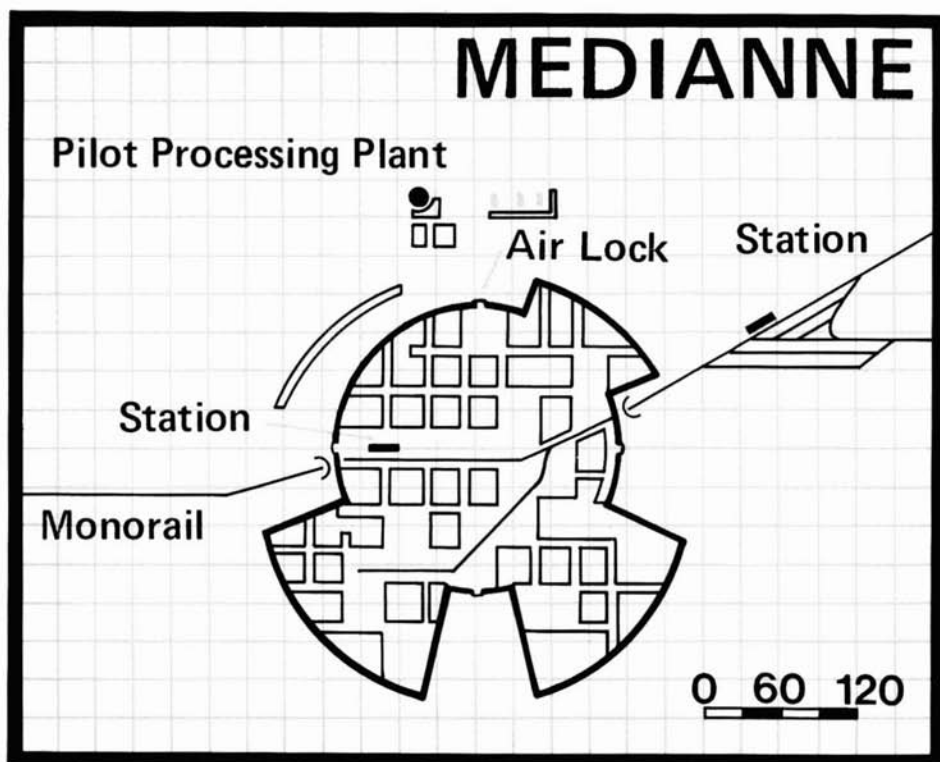 MEDIANNE
Pilot Processing Plant
Air Lock
Station
Station
Monorail
0 60 120